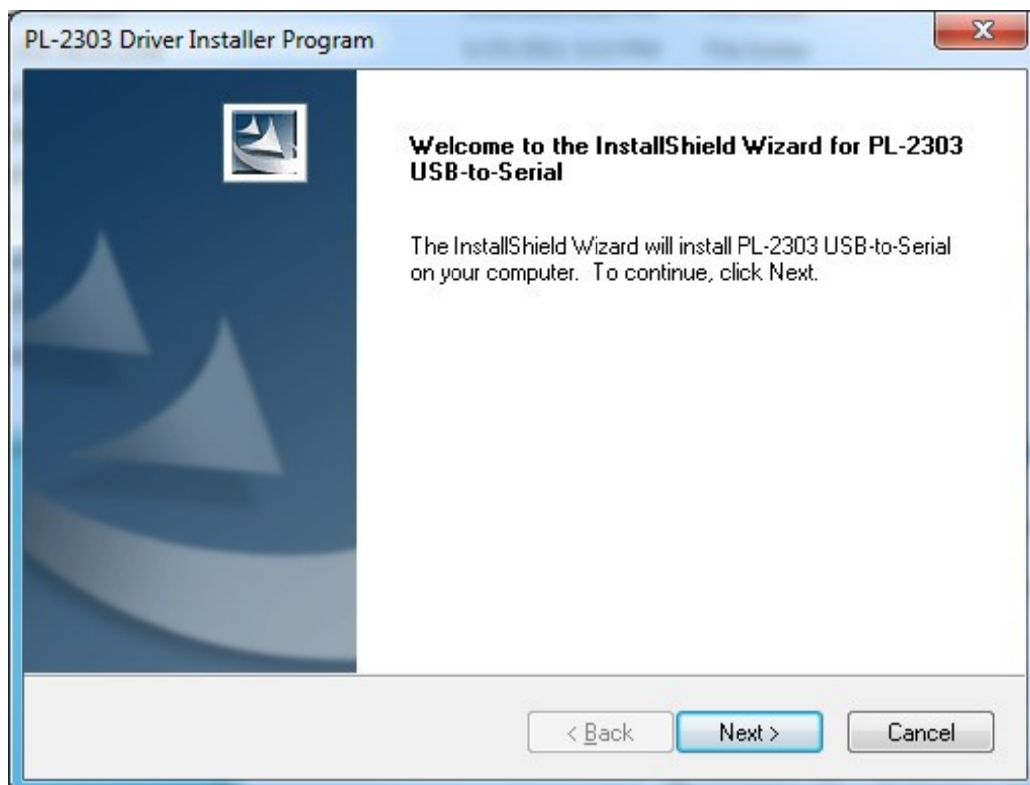 PL-2303 Driver Installer Program
Welcome to the InstallShield Wizard for PL-2303
USB-to-Serial
The InstallShield Wizard will install PL-2303 USB-to-Serial
on your computer.  To continue, click Next.
< Back
Next >
Cancel